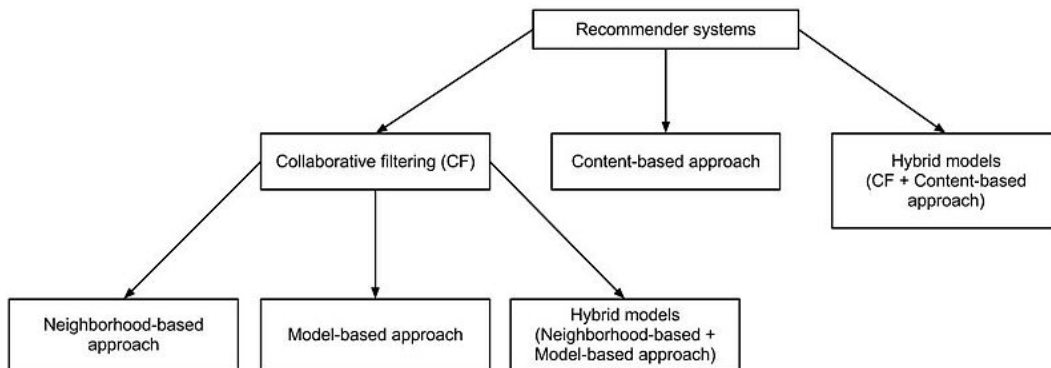 Recommender systems
Collaborative filtering (CF)
Content-based approach
Hybrid models
(CF + Content-based
approach)
Neighborhood-based
approach
Model-based approach
Hybrid models
(Neighborhood-based +
Model-based approach)